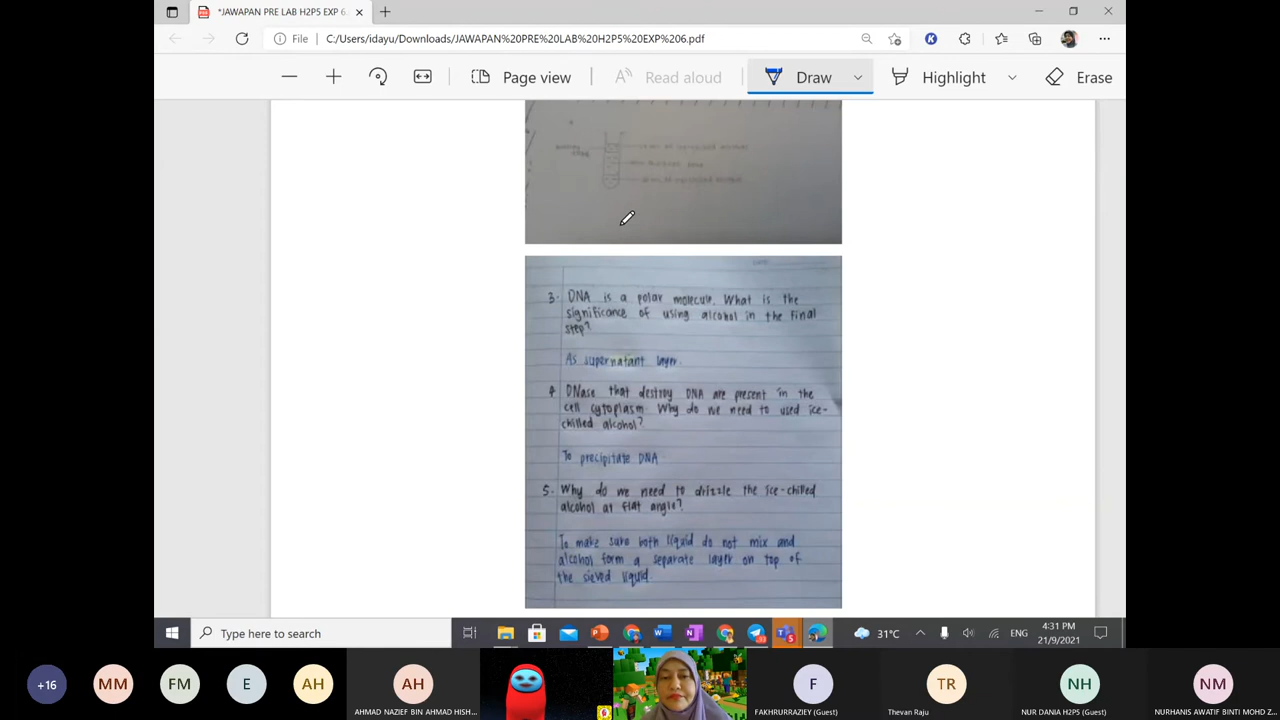 *JAWAPAN PRE LAB H2P5 EXP 6.
File
C:/Users/idayu/Downloads/JAWAPAN%20PRE%20LAB%20H2P5%20EXP%206.pdf
Page view
Read aloud
Draw
Highlight
Erase
3. DNA is a polar molecule. What is the
significance of using alcohol in the final
step?
As supernatant layer.
4 DNase that destroy DNA are present in the
cell cytoplasm. Why do we need to used ice-
chilled alcohol?
To precipitate DNA
5. Why do we need to drizzle the ice-chilled
alcohol at flat angle?
To make sure both liquid do not mix and
alcohol form a separate layer on top of
the sieved liquid.
Type here to search
31°C
ENG
4:31 PM
21/9/2021
+16
MM
FM
E
AH
AH
F
TR
NH
NM
AHMAD NAZIEF BIN AHMAD HISH...
FAKHRURRAZIEY (Guest)
Thevan Raju
NUR DANIA H2P5 (Guest)
NURHANIS AWATIF BINTI MOHD Z...